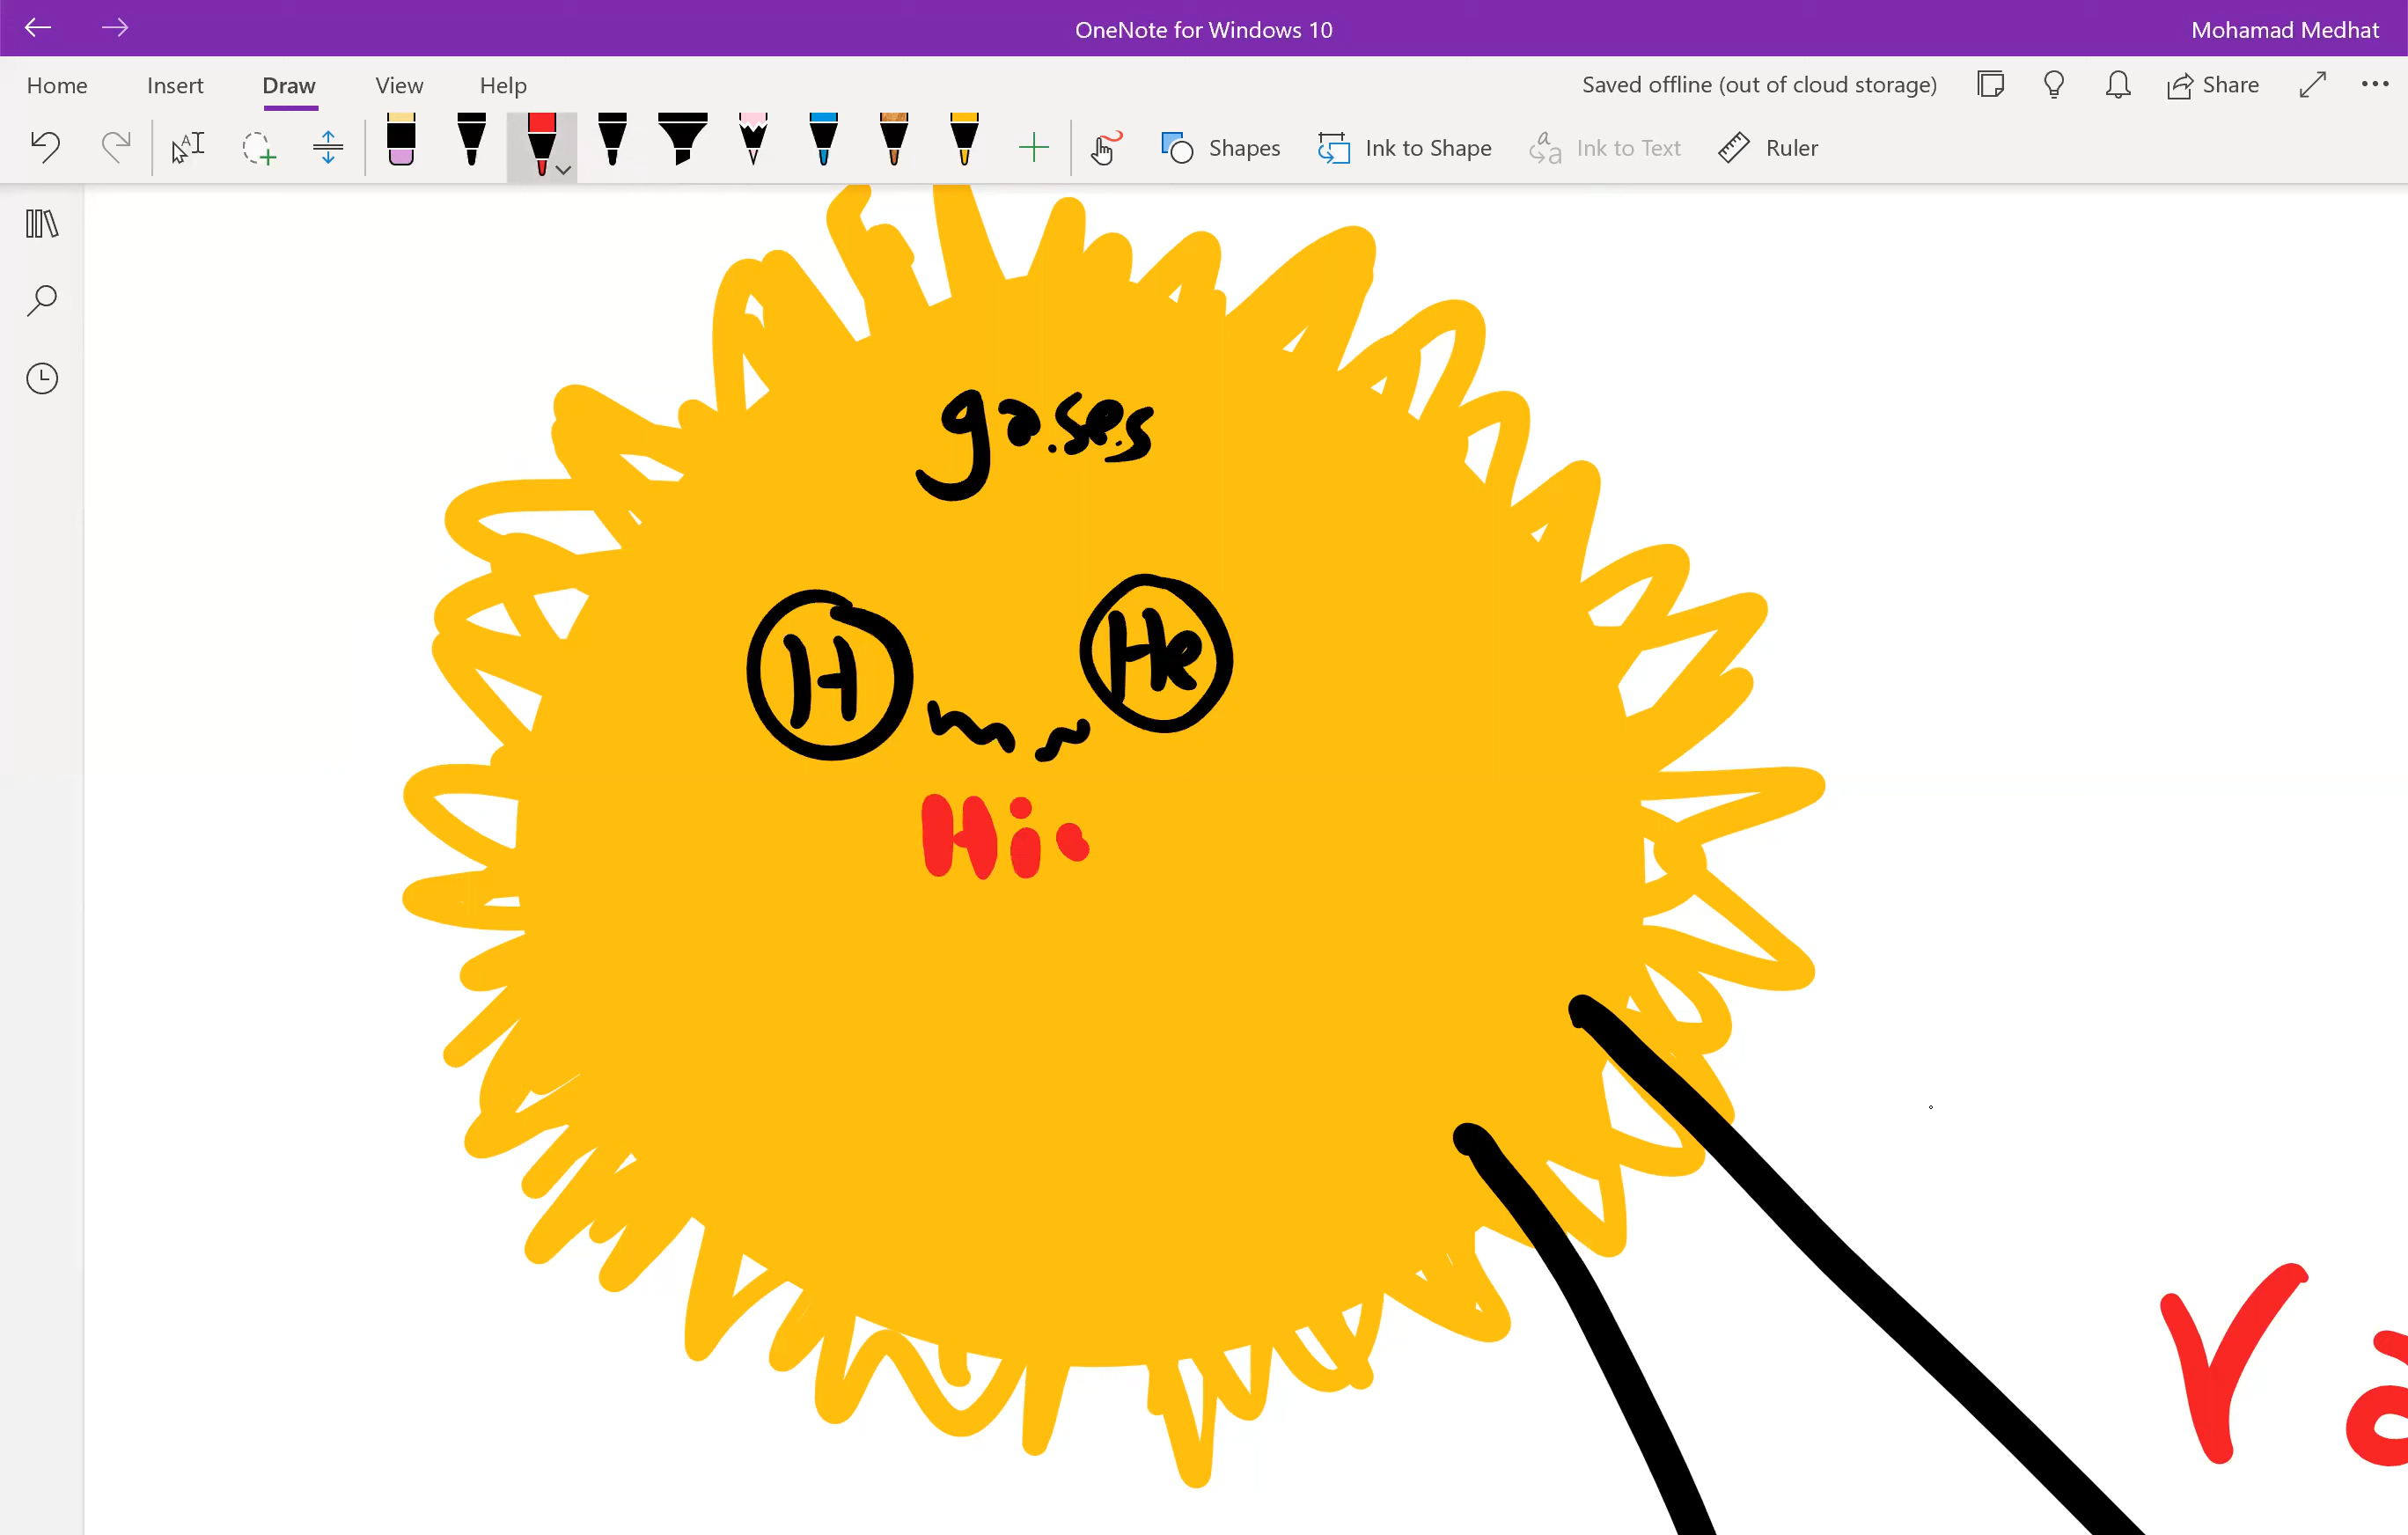 OneNote for Windows 10
Mohamad Medhat
Home Insert Draw View Help
Saved offline (out of cloud storage)
Share
Shapes
Ink to Shape
Ink to Text
Ruler
gases
H
He
Hi